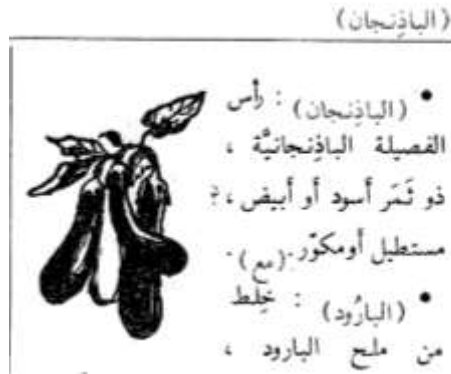 (الباذِنجان)
• (الباذِنجان) : رأس
الفصيلة الباذِنجانيَّة ،
ذو ثَمَر أسود أو أبيض ،
مستطيل أومكوّر. (مع) .
• (البارُود) : خِلط
من ملح البارود ،